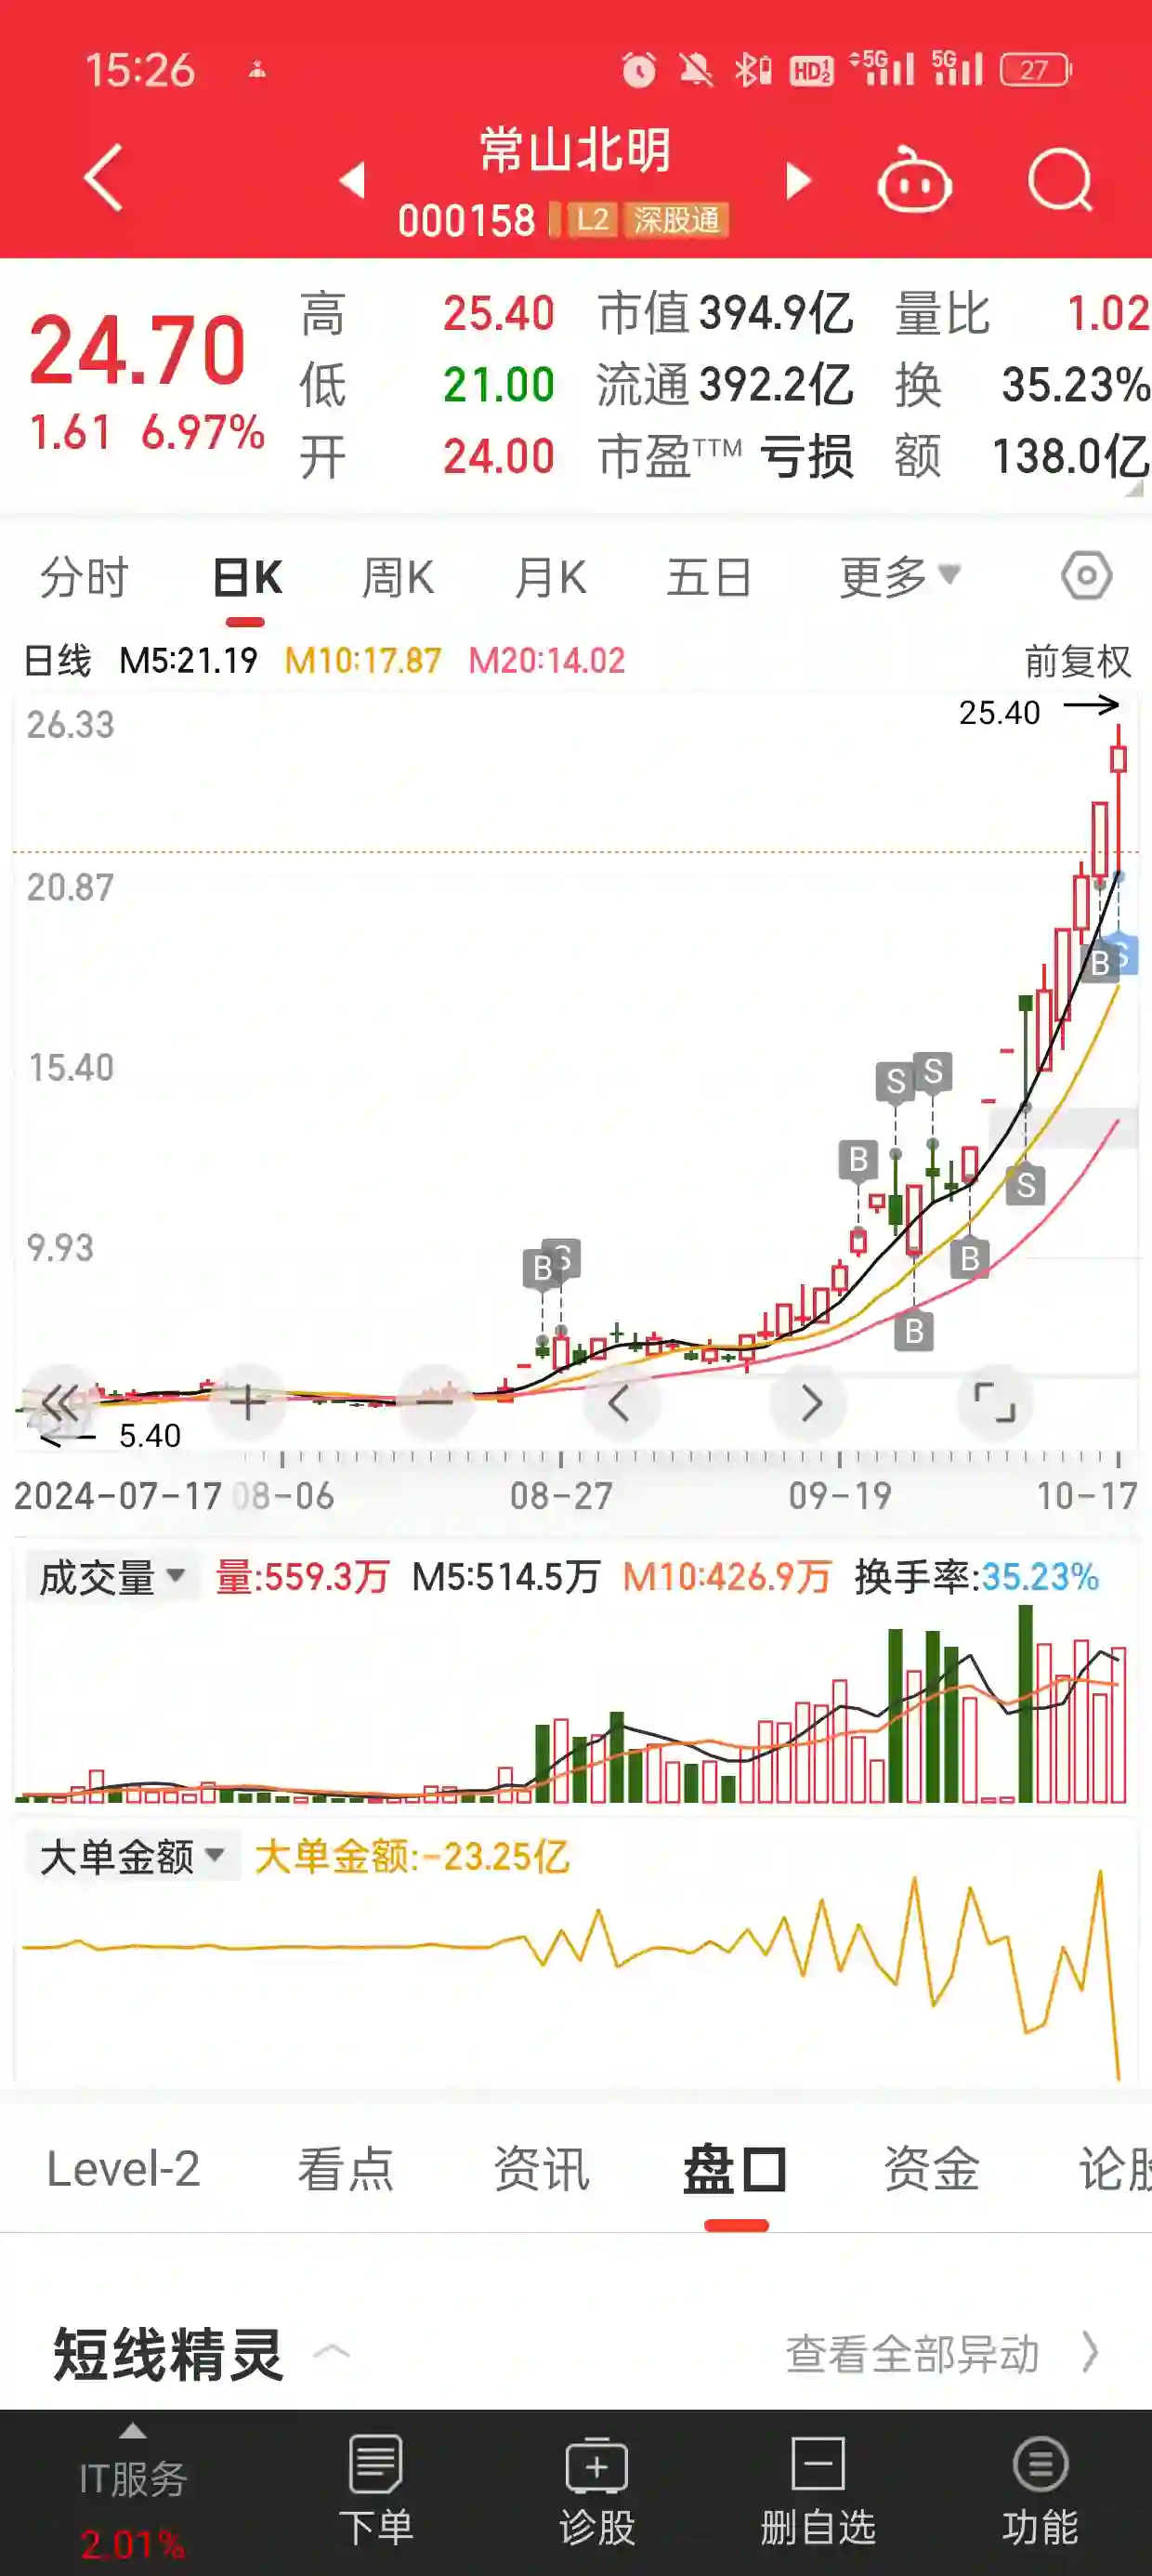 15:26 HD 1 2 5G 5G 27
常山北明
000158 L2 深股通
24.70 高 25.40 市值 394.9亿 量比 1.02
1.61 6.97% 低 21.00 流通 392.2亿 换 35.23%
开 24.00 市盈TTM 亏损 额 138.0亿
分时 日K 周K 月K 五日 更多
日线 M5:21.19 M10:17.87 M20:14.02 前复权
25.40
26.33
20.87
B S
15.40
S S
B
S
9.93
B S
B
B
5.40
2024-07-17 08-06 08-27 09-19 10-17
成交量 量:559.3万 M5:514.5万 M10:426.9万 换手率:35.23%
大单金额 大单金额:-23.25亿
Level-2 看点 资讯 盘口 资金 论股
短线精灵 查看全部异动
IT服务 下单 诊股 删自选 功能
2.01%